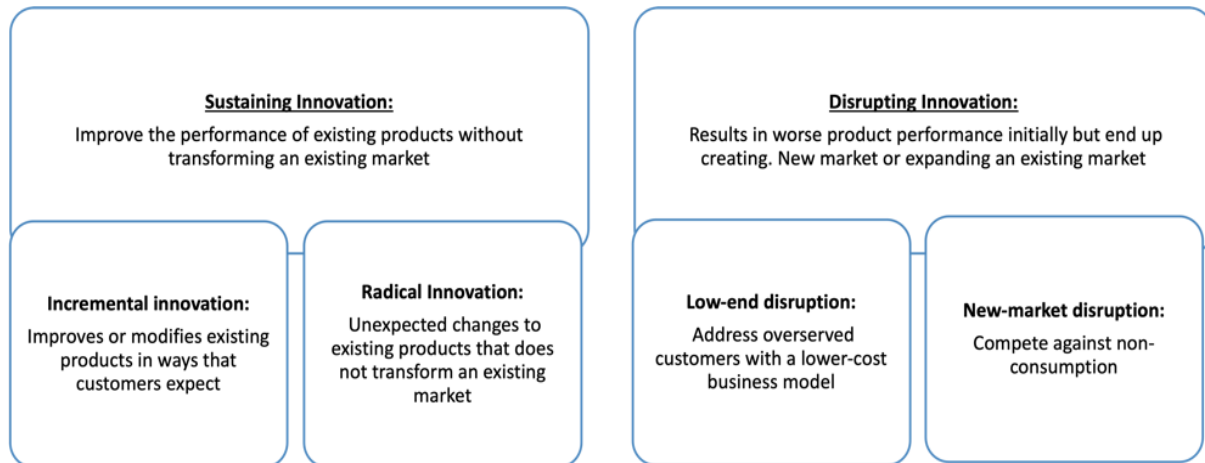 Sustaining Innovation:
Improve the performance of existing products without
transforming an existing market
Disrupting Innovation:
Results in worse product performance initially but end up
creating. New market or expanding an existing market
Incremental innovation:
Improves or modifies existing
products in ways that
customers expect
Radical Innovation:
Unexpected changes to
existing products that does
not transform an existing
market
Low-end disruption:
Address overserved
customers with a lower-cost
business model
New-market disruption:
Compete against non-
consumption